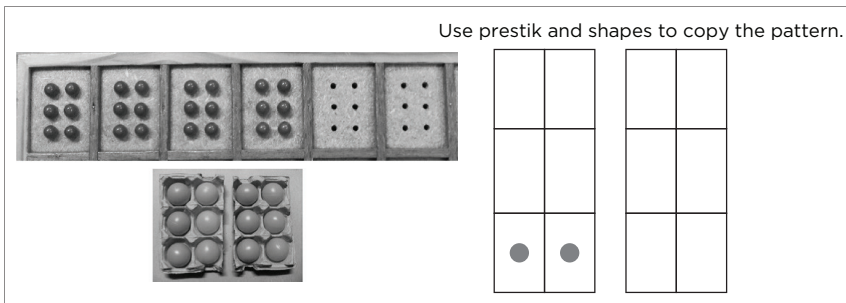 Use prestik and shapes to copy the pattern.